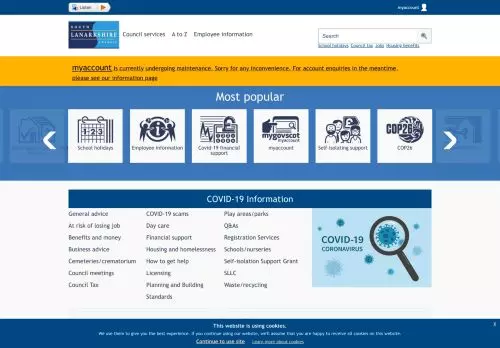 Listen
myaccount
SOUTH
LANARKSHIRE
COUNCIL
Council services
A to Z
Employee information
Search
School holidays Council tax Jobs Housing benefits
myaccount is currently undergoing maintenance. Sorry for any inconvenience. For account enquiries in the meantime,
please see our information page
Most popular
School holidays
Employee information
Covid-19 financial
support
mygovscot
myaccount
myaccount
Self-isolating support
COP26
COP26
COVID-19 Information
General advice
At risk of losing job
Benefits and money
Business advice
Cemeteries/crematorium
Council meetings
Council Tax
COVID-19 scams
Day care
Financial support
Housing and homelessness
How to get help
Licensing
Planning and Building
Standards
Play areas/parks
Q&As
Registration Services
Schools/nurseries
Self-Isolation Support Grant
SLLC
Waste/recycling
COVID-19
CORONAVIRUS
This website is using cookies.
X
We use them to give you the best experience. If you continue using our website, we'll assume that you are happy to receive all cookies on this website.
Continue to use site
Learn more about cookies